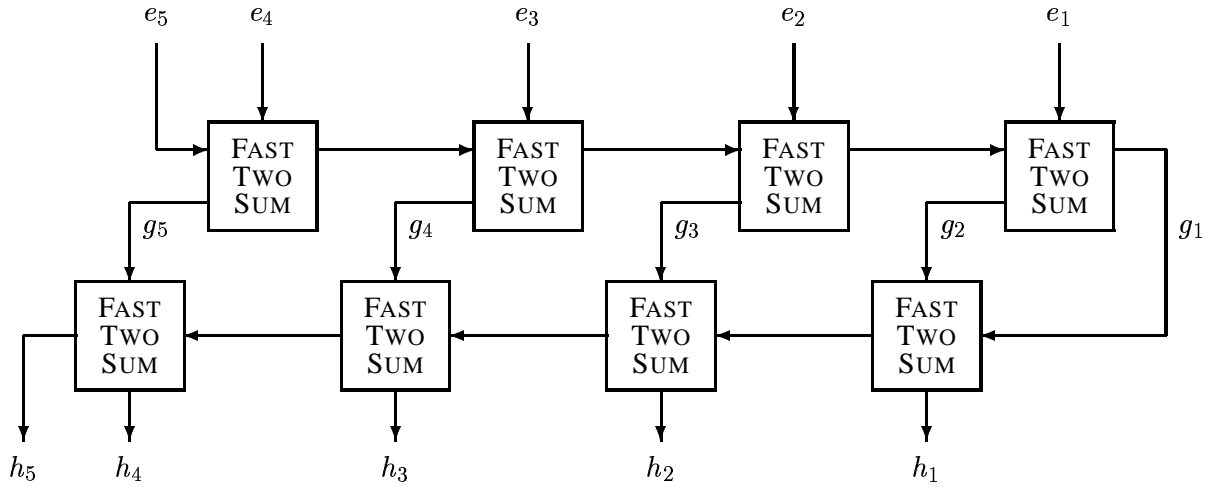 e₅ e₄ e₃ e₂ e₁
FAST TWO SUM
FAST TWO SUM
FAST TWO SUM
FAST TWO SUM
g₅ g₄ g₃ g₂ g₁
FAST TWO SUM
FAST TWO SUM
FAST TWO SUM
FAST TWO SUM
h₅ h₄ h₃ h₂ h₁